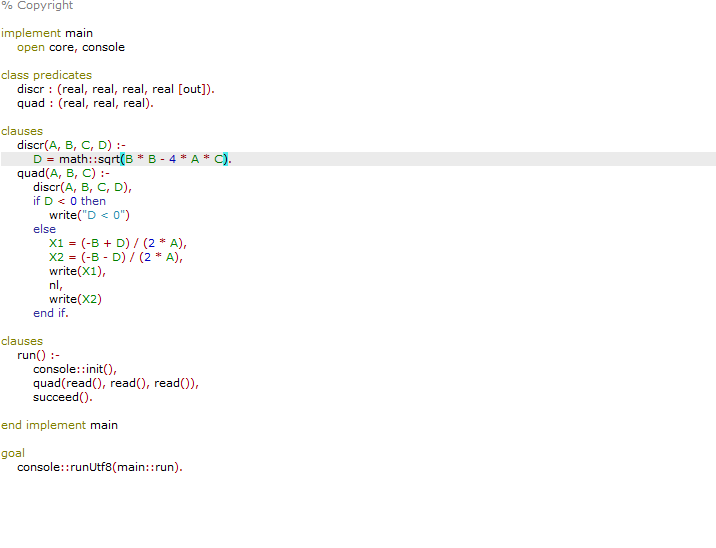 % Copyright
implement main
open core, console
class predicates
discr : (real, real, real, real [out]).
quad : (real, real, real).
clauses
discr(A, B, C, D) :-
D = math::sqrt(B * B - 4 * A * C).
quad(A, B, C) :-
discr(A, B, C, D),
if D < 0 then
write("D < 0")
else
X1 = (-B + D) / (2 * A),
X2 = (-B - D) / (2 * A),
write(X1),
nl,
write(X2)
end if.
clauses
run() :-
console::init(),
quad(read(), read(), read()),
succeed().
end implement main
goal
console::runUtf8(main::run).